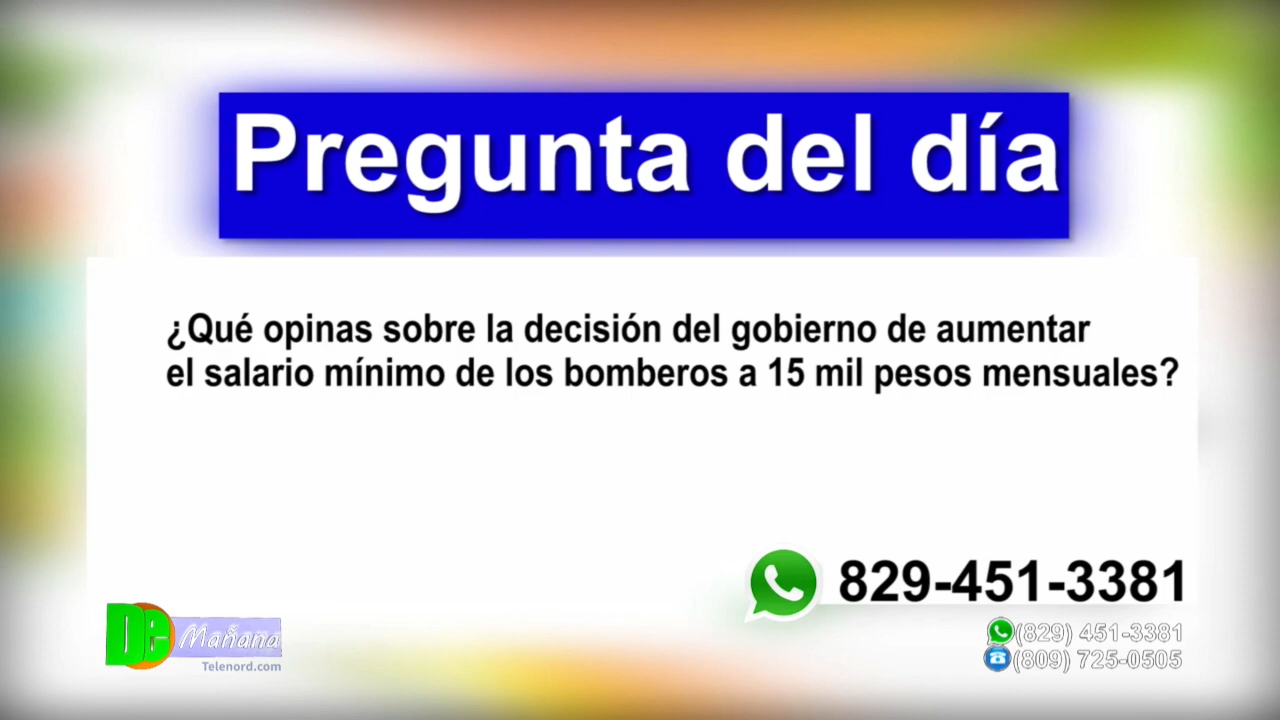 Pregunta del día
¿Qué opinas sobre la decisión del gobierno de aumentar
el salario mínimo de los bomberos a 15 mil pesos mensuales?
829-451-3381
De Mañana
Telenord.com
(829) 451-3381
(809) 725-0505